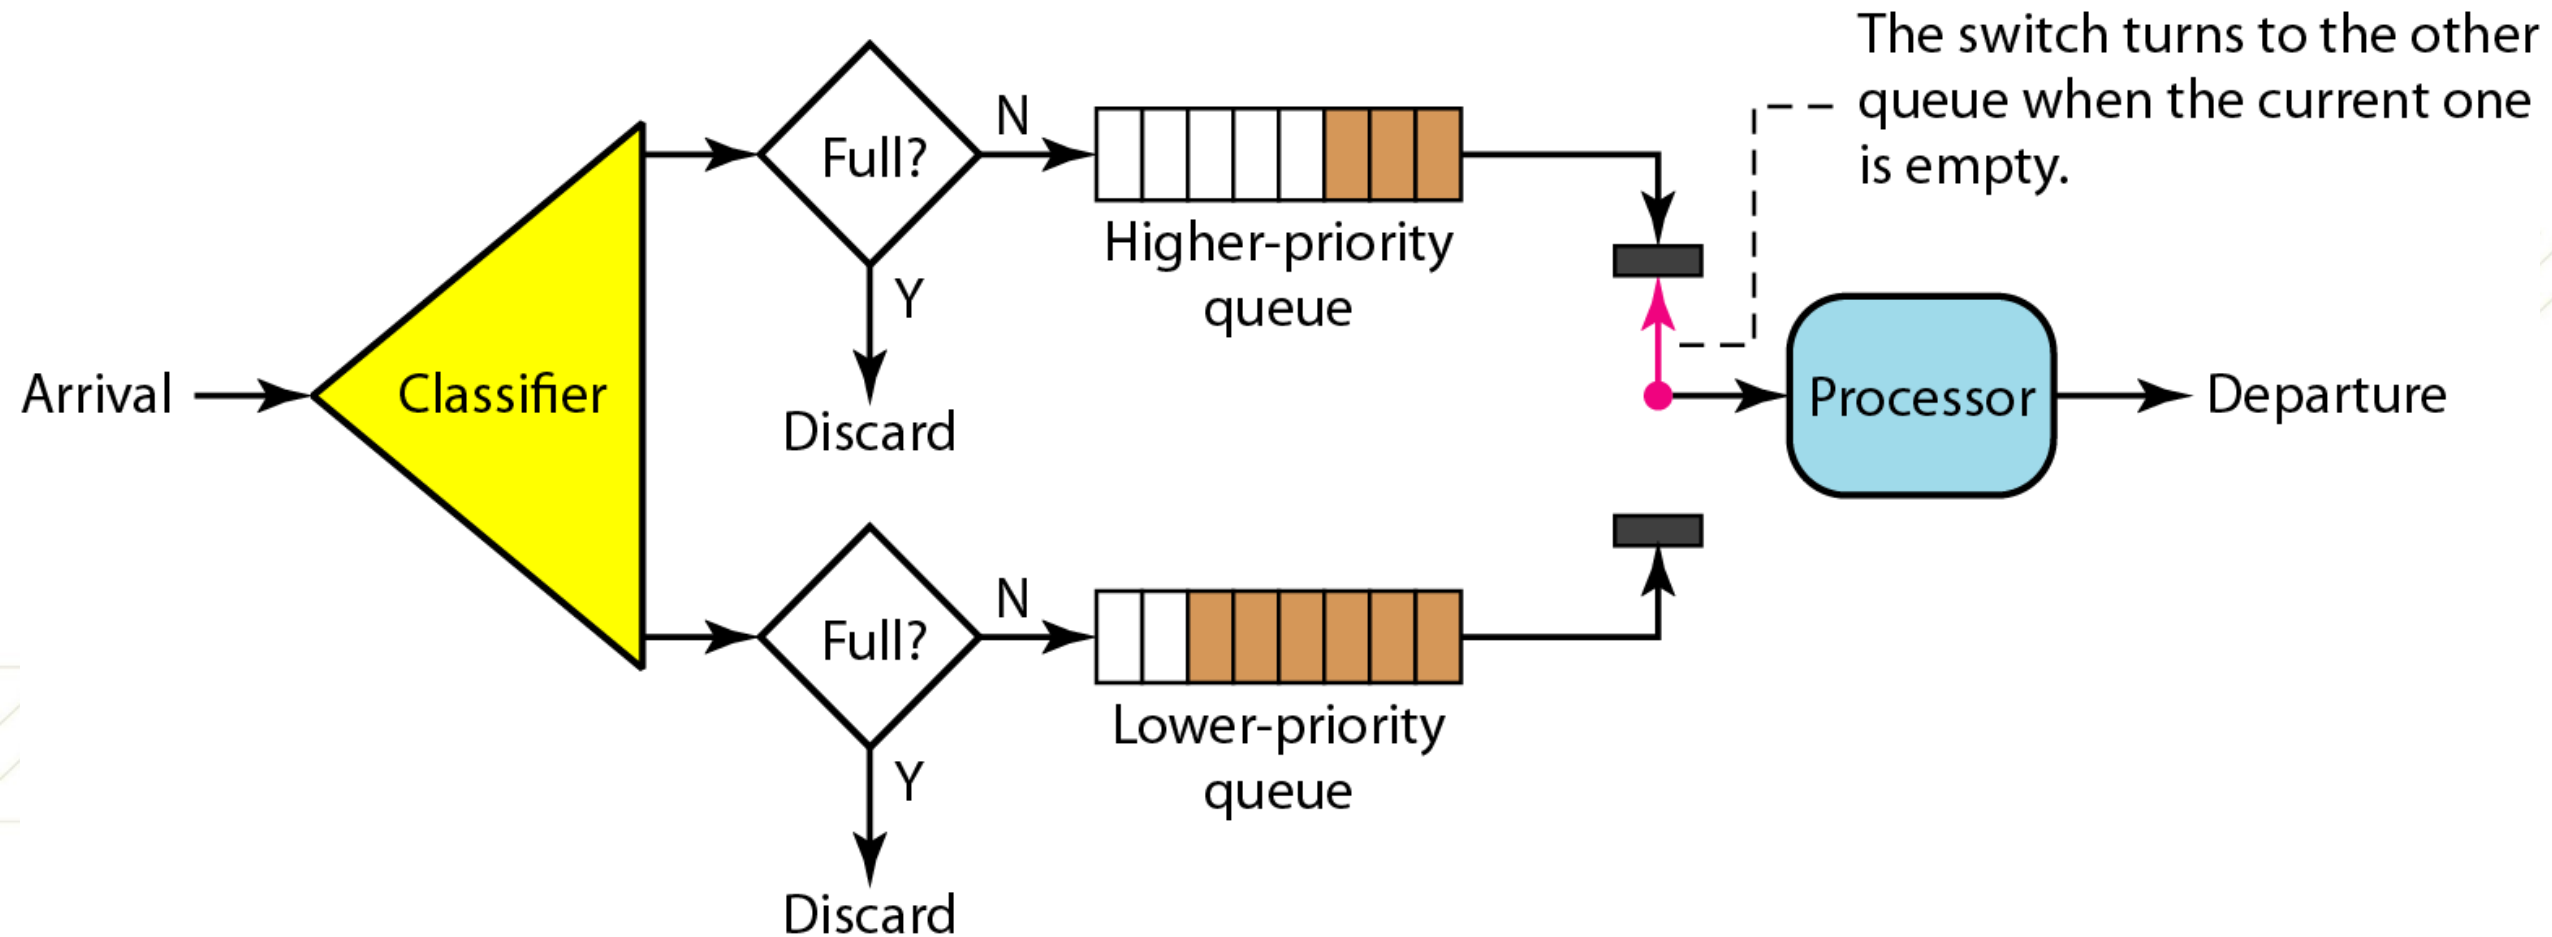 The switch turns to the other
queue when the current one
is empty.
Full?
N
Higher-priority
queue
Y
Discard
Arrival
Classifier
Processor
Departure
Full?
N
Lower-priority
queue
Y
Discard